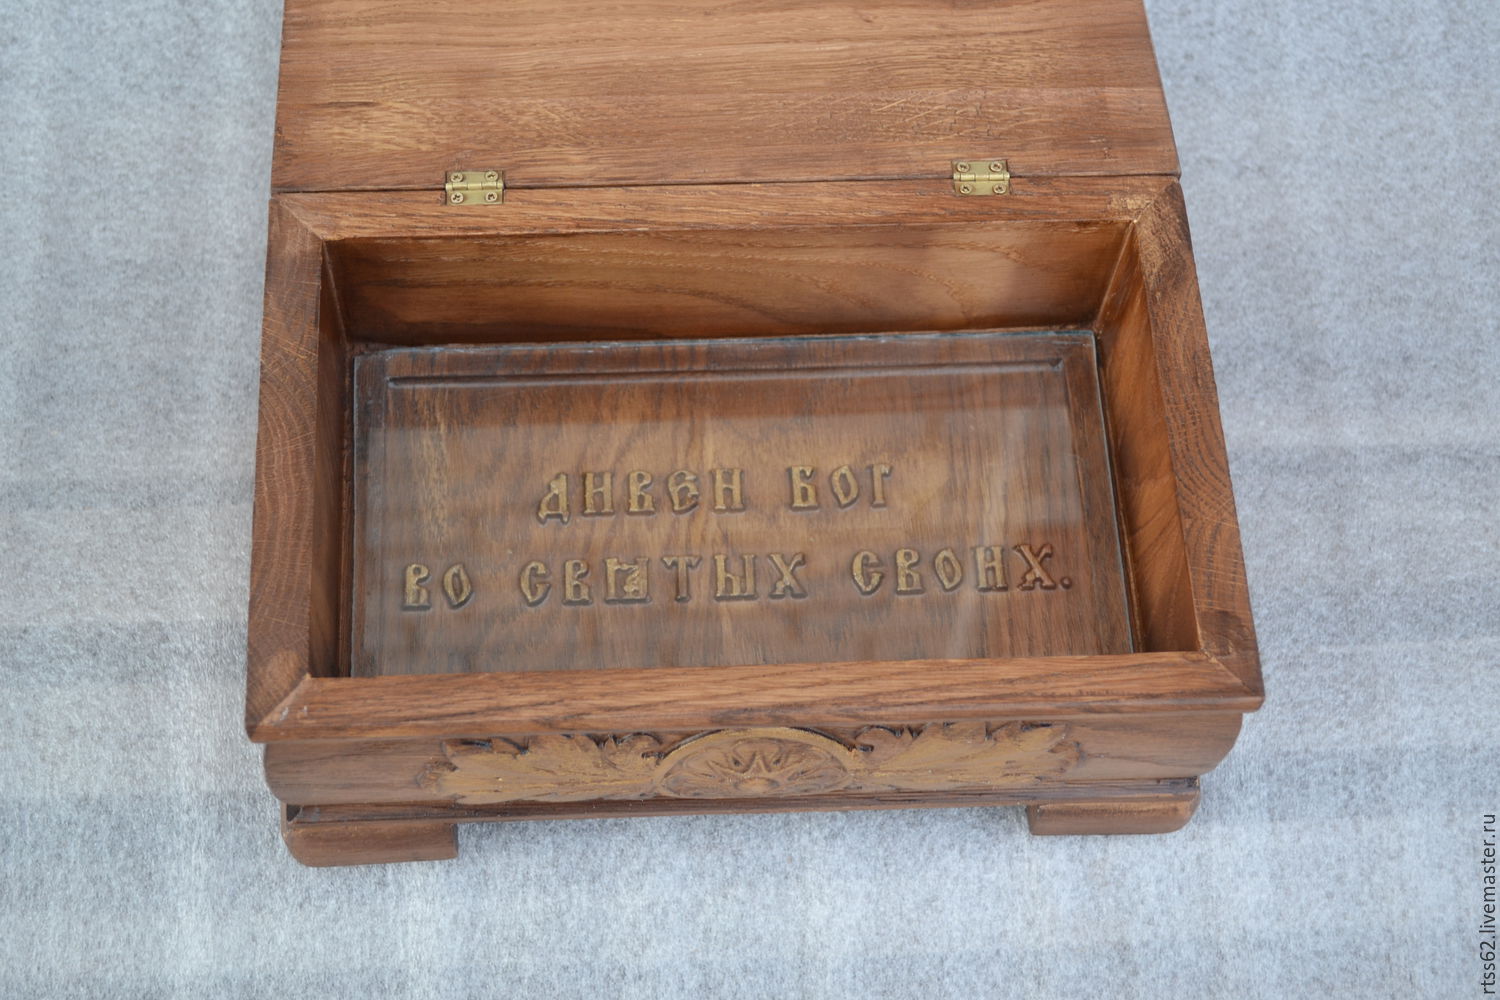 ДИВЕН БОГ
ВО СВЯТЫХ СВОИХ.
rtss62.livemaster.ru